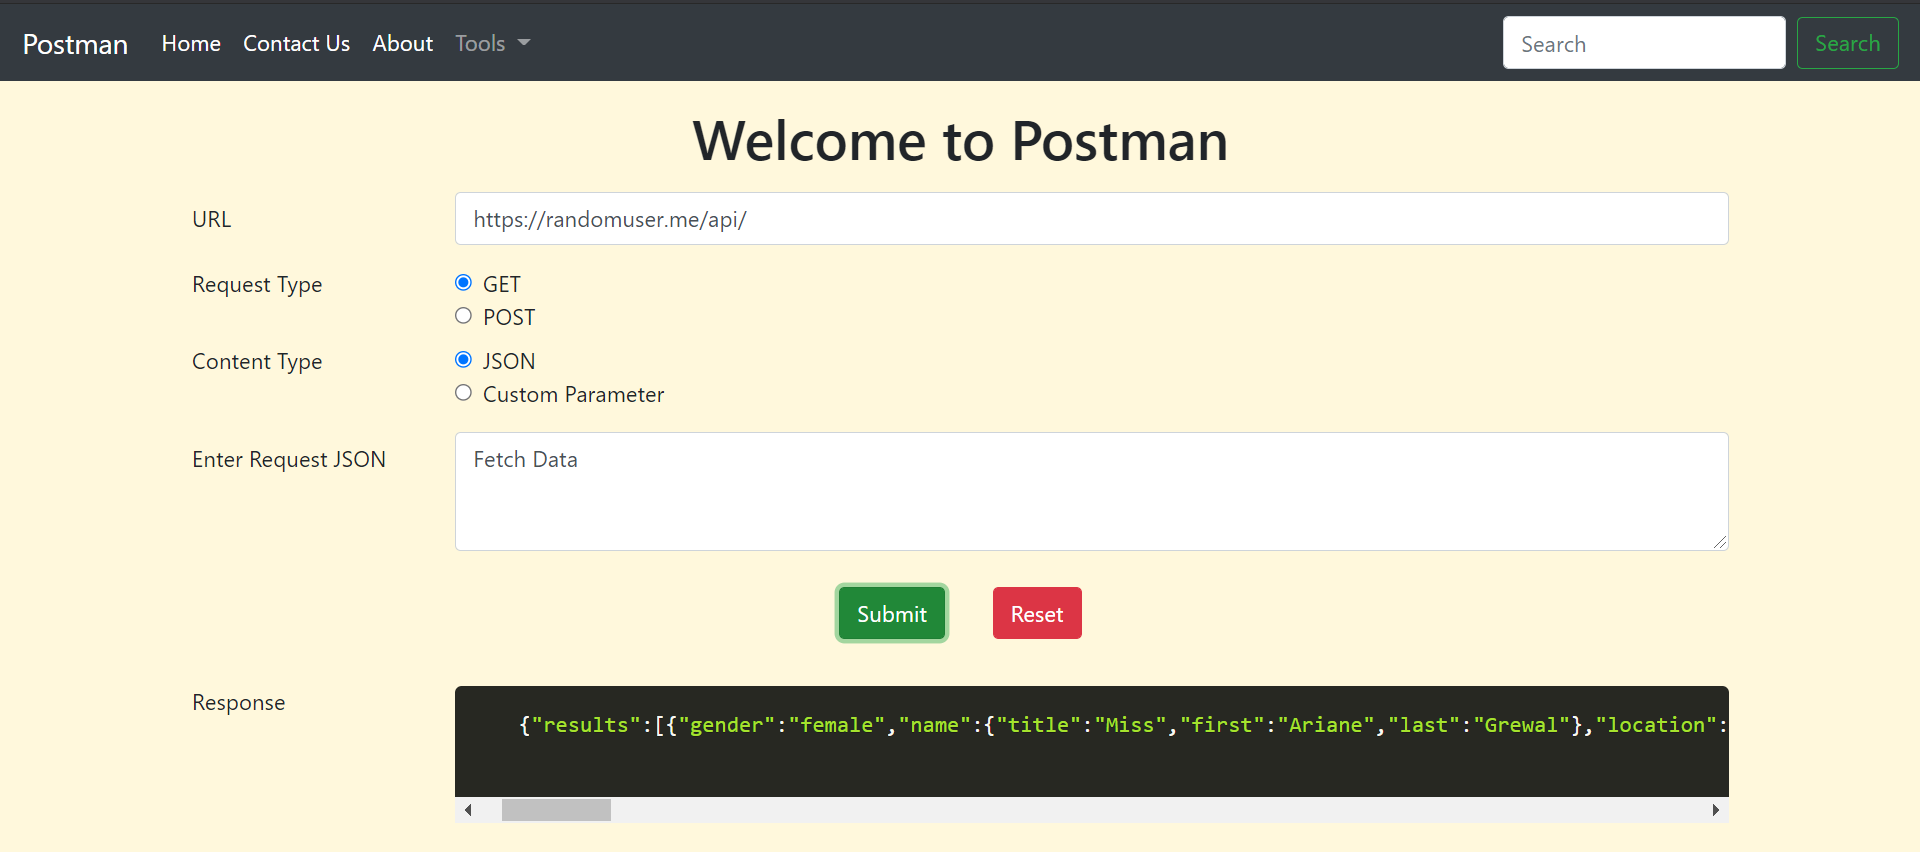 Postman Home Contact Us About Tools Search Search
Welcome to Postman
URL https://randomuser.me/api/
Request Type GET
POST
Content Type JSON
Custom Parameter
Enter Request JSON Fetch Data
Submit Reset
Response
{"results":[{"gender":"female","name":{"title":"Miss","first":"Ariane","last":"Grewal"},"location":